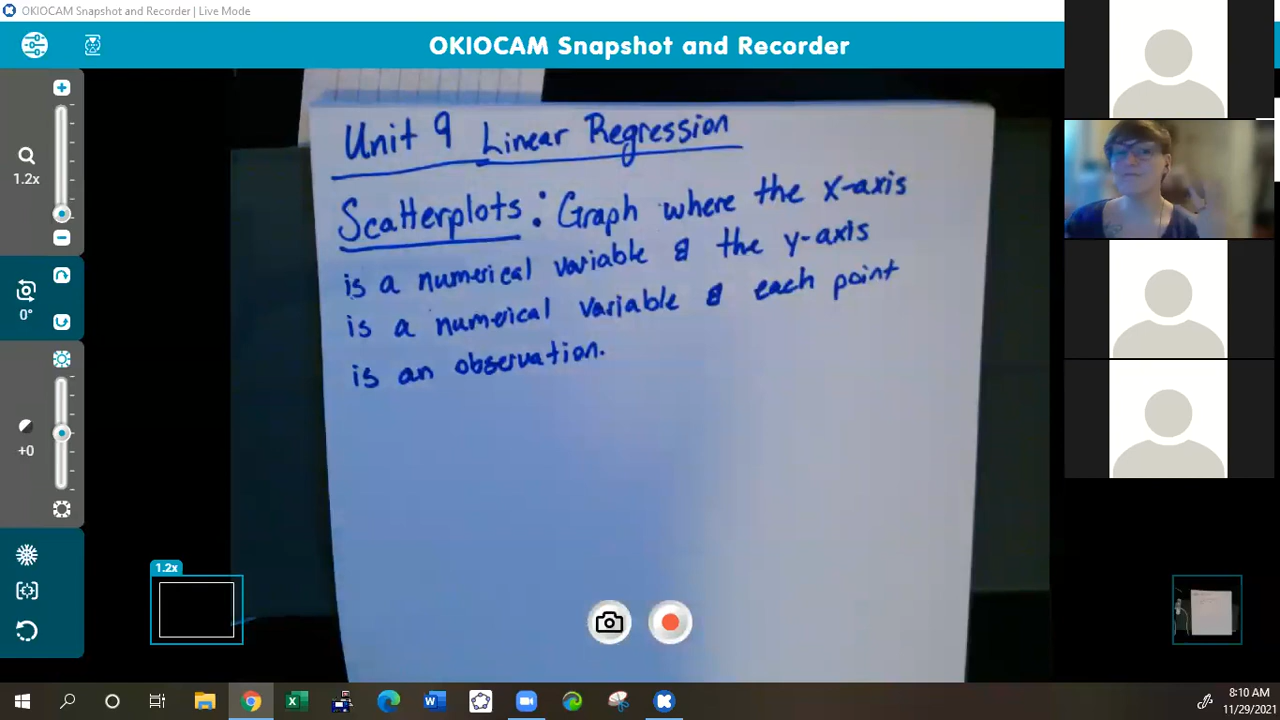 OKIOCAM Snapshot and Recorder | Live Mode
OKIOCAM Snapshot and Recorder
1.2x
0°
+0
Unit 9 Linear Regression
Scatterplots: Graph where the x-axis
is a numerical variable & the y-axis
is a numerical variable & each point
is an observation.
1.2x
8:10 AM
11/29/2021